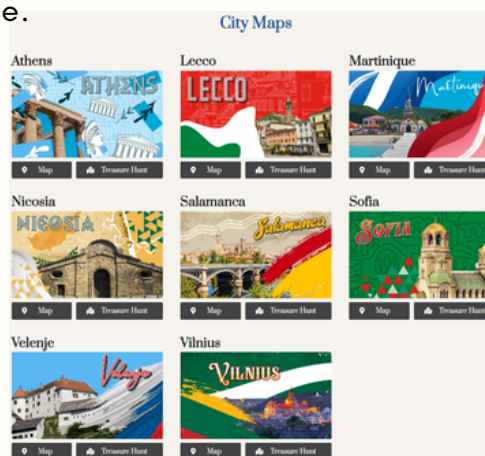 e.
City Maps
Athens Lecco Martinique
ATHENS LECCO Martinique
Map Treasure Hunt Map Treasure Hunt Map Treasure Hunt
Nicosia Salamanca Sofia
NICOSIA Salamanca SOFIA
Map Treasure Hunt Map Treasure Hunt Map Treasure Hunt
Velenje Vilnius
Velenje VILNIUS
Map Treasure Hunt Map Treasure Hunt